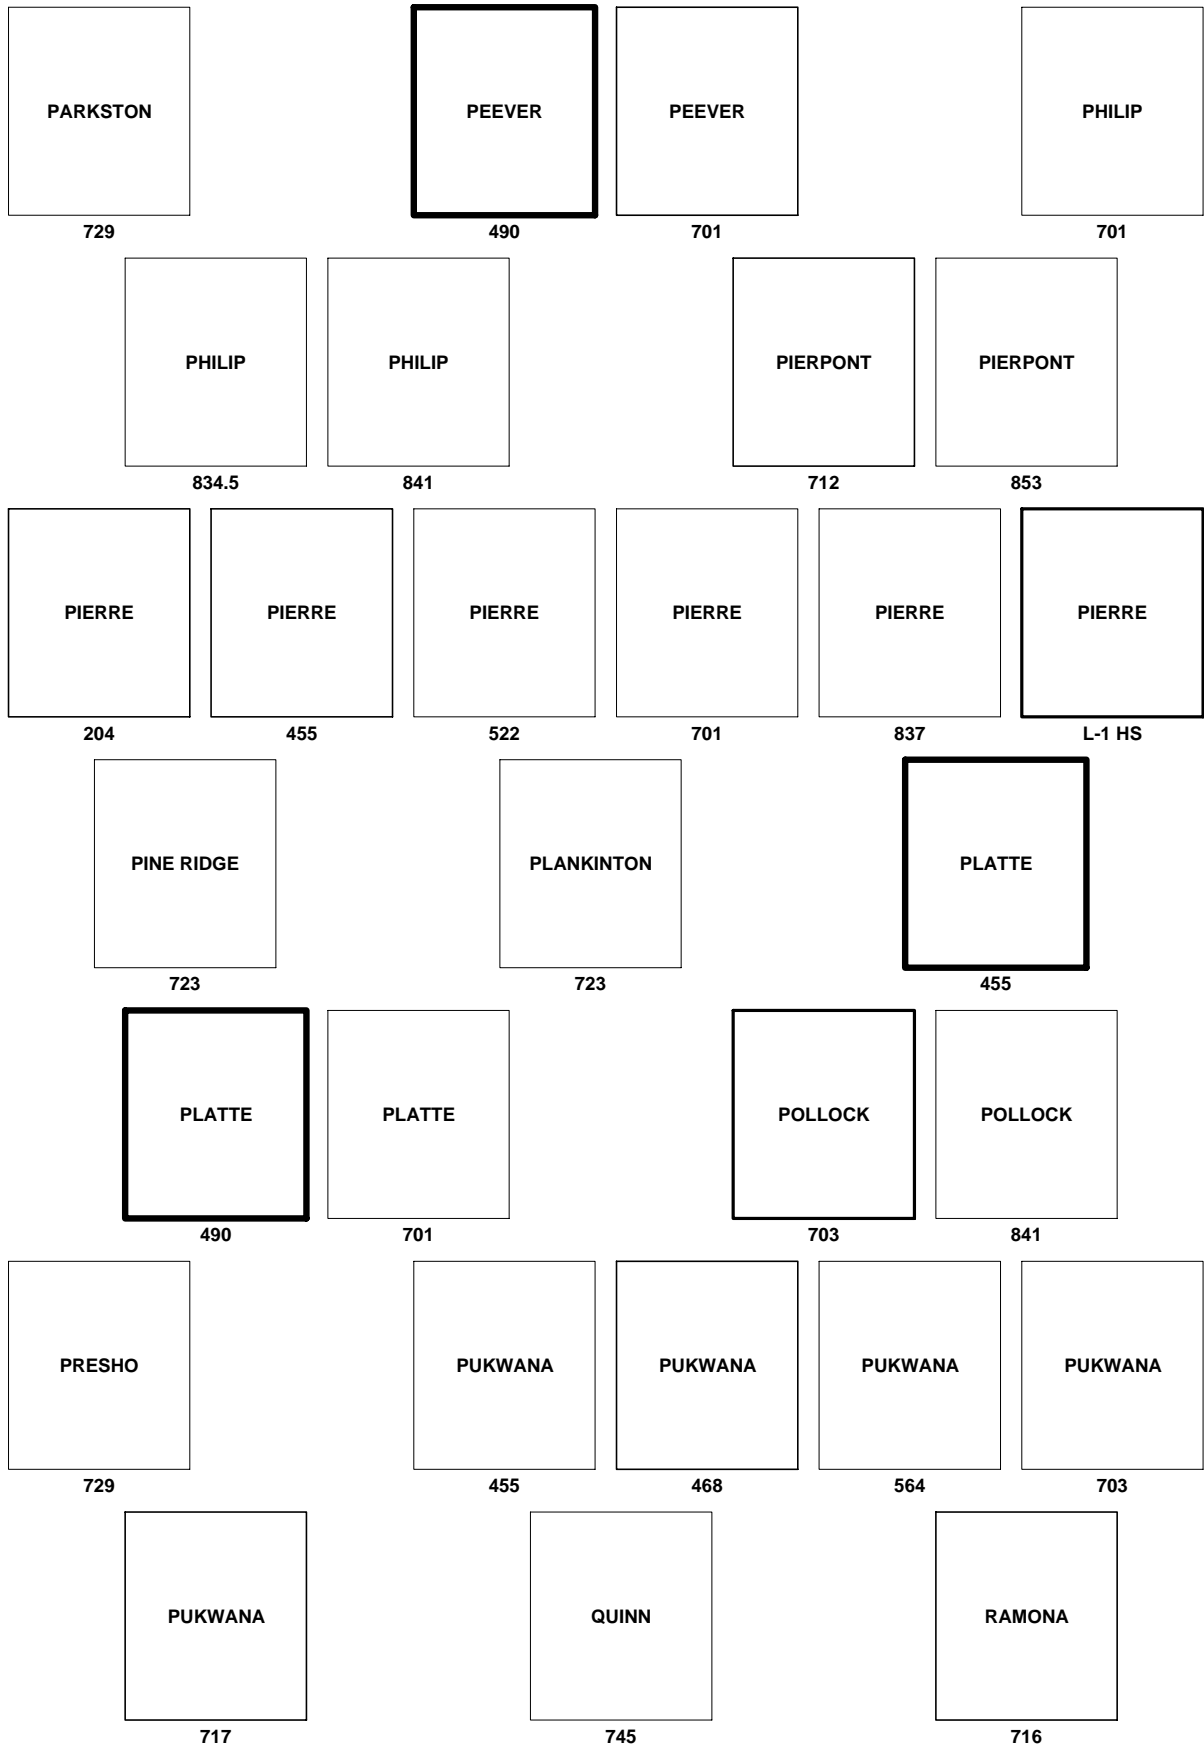 PARKSTON PEEVER PEEVER PHILIP
729 490 701 701
PHILIP PHILIP PIERPONT PIERPONT
834.5 841 712 853
PIERRE PIERRE PIERRE PIERRE PIERRE PIERRE
204 455 522 701 837 L-1 HS
PINE RIDGE PLANKINTON PLATTE
723 723 455
PLATTE PLATTE POLLOCK POLLOCK
490 701 703 841
PRESHO PUKWANA PUKWANA PUKWANA PUKWANA
729 455 468 564 703
PUKWANA QUINN RAMONA
717 745 716